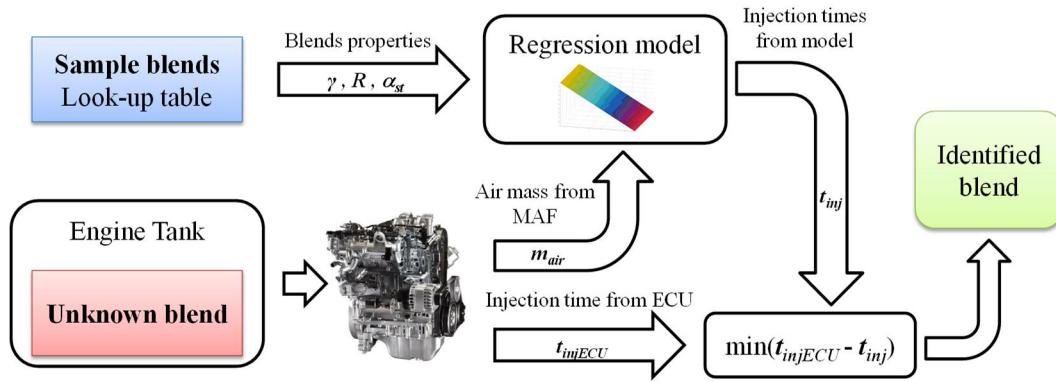 Sample blends
Look-up table
Blends properties
γ , R , α_st
Regression model
Injection times
from model
t_inj
Identified
blend
Engine Tank
Unknown blend
Air mass from
MAF
m_air
Injection time from ECU
t_injECU
min(t_injECU - t_inj)